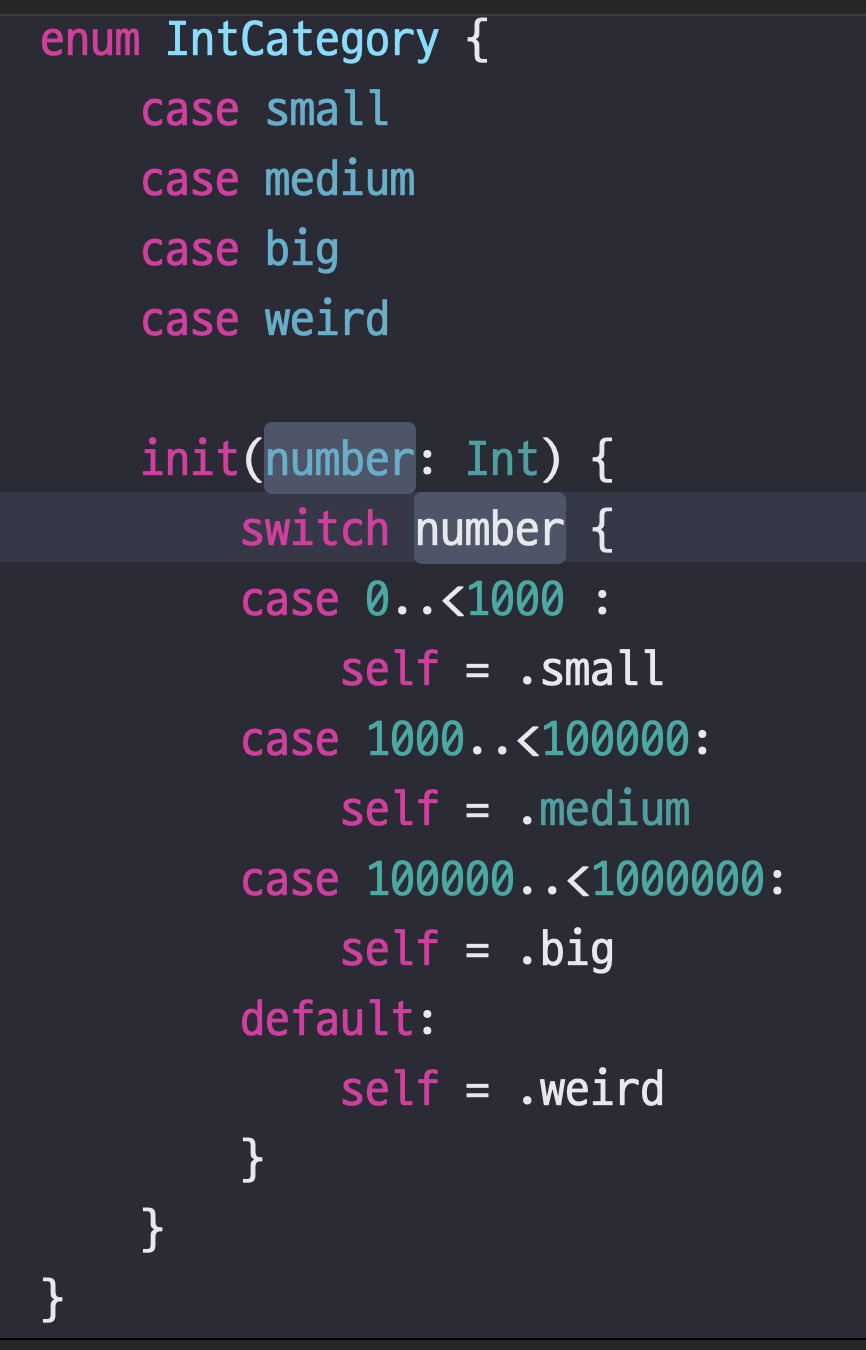 enum IntCategory {
    case small
    case medium
    case big
    case weird

    init(number: Int) {
        switch number {
        case 0..<1000 :
            self = .small
        case 1000..<100000:
            self = .medium
        case 100000..<1000000:
            self = .big
        default:
            self = .weird
        }
    }
}